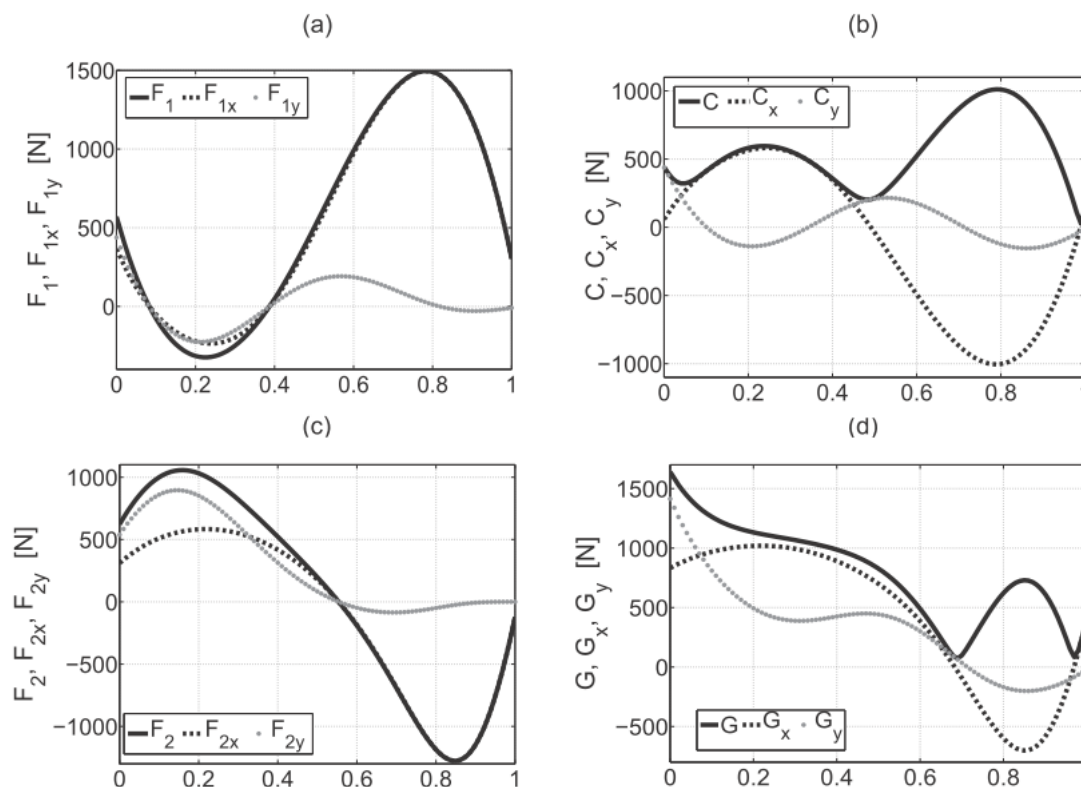 (a)
F1, F1x, F1y [N]
1500
1000
500
0
F1 F1x F1y
0 0.2 0.4 0.6 0.8 1
(b)
C, Cx, Cy [N]
1000
500
0
−500
−1000
C Cx Cy
0 0.2 0.4 0.6 0.8
(c)
F2, F2x, F2y [N]
1000
500
0
−500
−1000
F2 F2x F2y
0 0.2 0.4 0.6 0.8 1
(d)
G, Gx, Gy [N]
1500
1000
500
0
−500
G Gx Gy
0 0.2 0.4 0.6 0.8